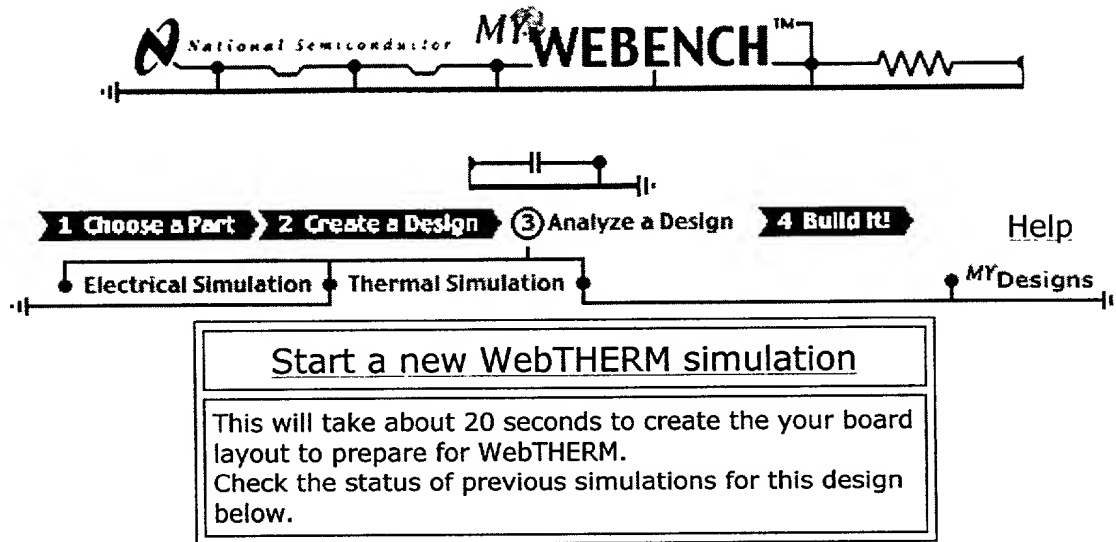 National Semiconductor MY WEBENCH™
1 Choose a Part 2 Create a Design 3 Analyze a Design 4 Build It! Help
Electrical Simulation Thermal Simulation MY Designs
Start a new WebTHERM simulation
This will take about 20 seconds to create the your board
layout to prepare for WebTHERM.
Check the status of previous simulations for this design
below.